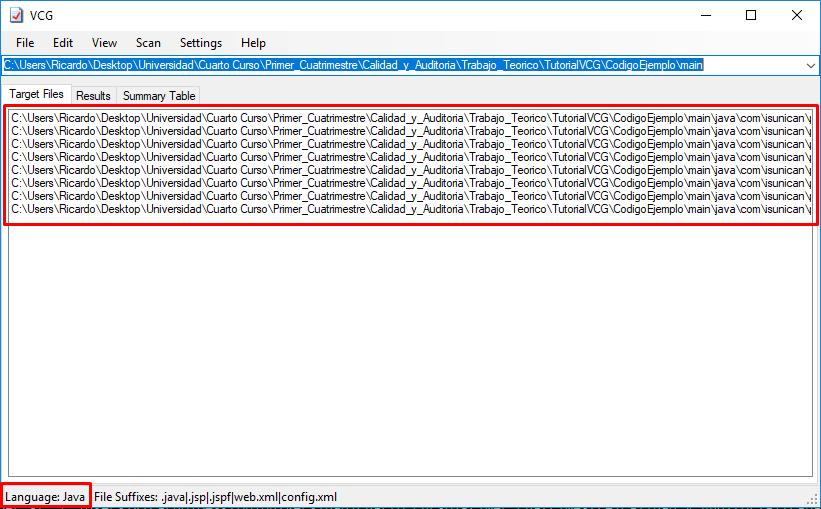 VCG
File Edit View Scan Settings Help
C:\Users\Ricardo\Desktop\Universidad\Cuarto Curso\Primer_Cuatrimestre\Calidad_y_Auditoria\Trabajo_Teorico\TutorialVCG\CodigoEjemplo\main
Target Files Results Summary Table
C:\Users\Ricardo\Desktop\Universidad\Cuarto Curso\Primer_Cuatrimestre\Calidad_y_Auditoria\Trabajo_Teorico\TutorialVCG\CodigoEjemplo\main\java\com\isunican\
C:\Users\Ricardo\Desktop\Universidad\Cuarto Curso\Primer_Cuatrimestre\Calidad_y_Auditoria\Trabajo_Teorico\TutorialVCG\CodigoEjemplo\main\java\com\isunican\
C:\Users\Ricardo\Desktop\Universidad\Cuarto Curso\Primer_Cuatrimestre\Calidad_y_Auditoria\Trabajo_Teorico\TutorialVCG\CodigoEjemplo\main\java\com\isunican\
C:\Users\Ricardo\Desktop\Universidad\Cuarto Curso\Primer_Cuatrimestre\Calidad_y_Auditoria\Trabajo_Teorico\TutorialVCG\CodigoEjemplo\main\java\com\isunican\
C:\Users\Ricardo\Desktop\Universidad\Cuarto Curso\Primer_Cuatrimestre\Calidad_y_Auditoria\Trabajo_Teorico\TutorialVCG\CodigoEjemplo\main\java\com\isunican\
C:\Users\Ricardo\Desktop\Universidad\Cuarto Curso\Primer_Cuatrimestre\Calidad_y_Auditoria\Trabajo_Teorico\TutorialVCG\CodigoEjemplo\main\java\com\isunican\
C:\Users\Ricardo\Desktop\Universidad\Cuarto Curso\Primer_Cuatrimestre\Calidad_y_Auditoria\Trabajo_Teorico\TutorialVCG\CodigoEjemplo\main\java\com\isunican\
C:\Users\Ricardo\Desktop\Universidad\Cuarto Curso\Primer_Cuatrimestre\Calidad_y_Auditoria\Trabajo_Teorico\TutorialVCG\CodigoEjemplo\main\java\com\isunican\
Language: Java File Suffixes: .java|.jsp|.jspf|web.xml|config.xml